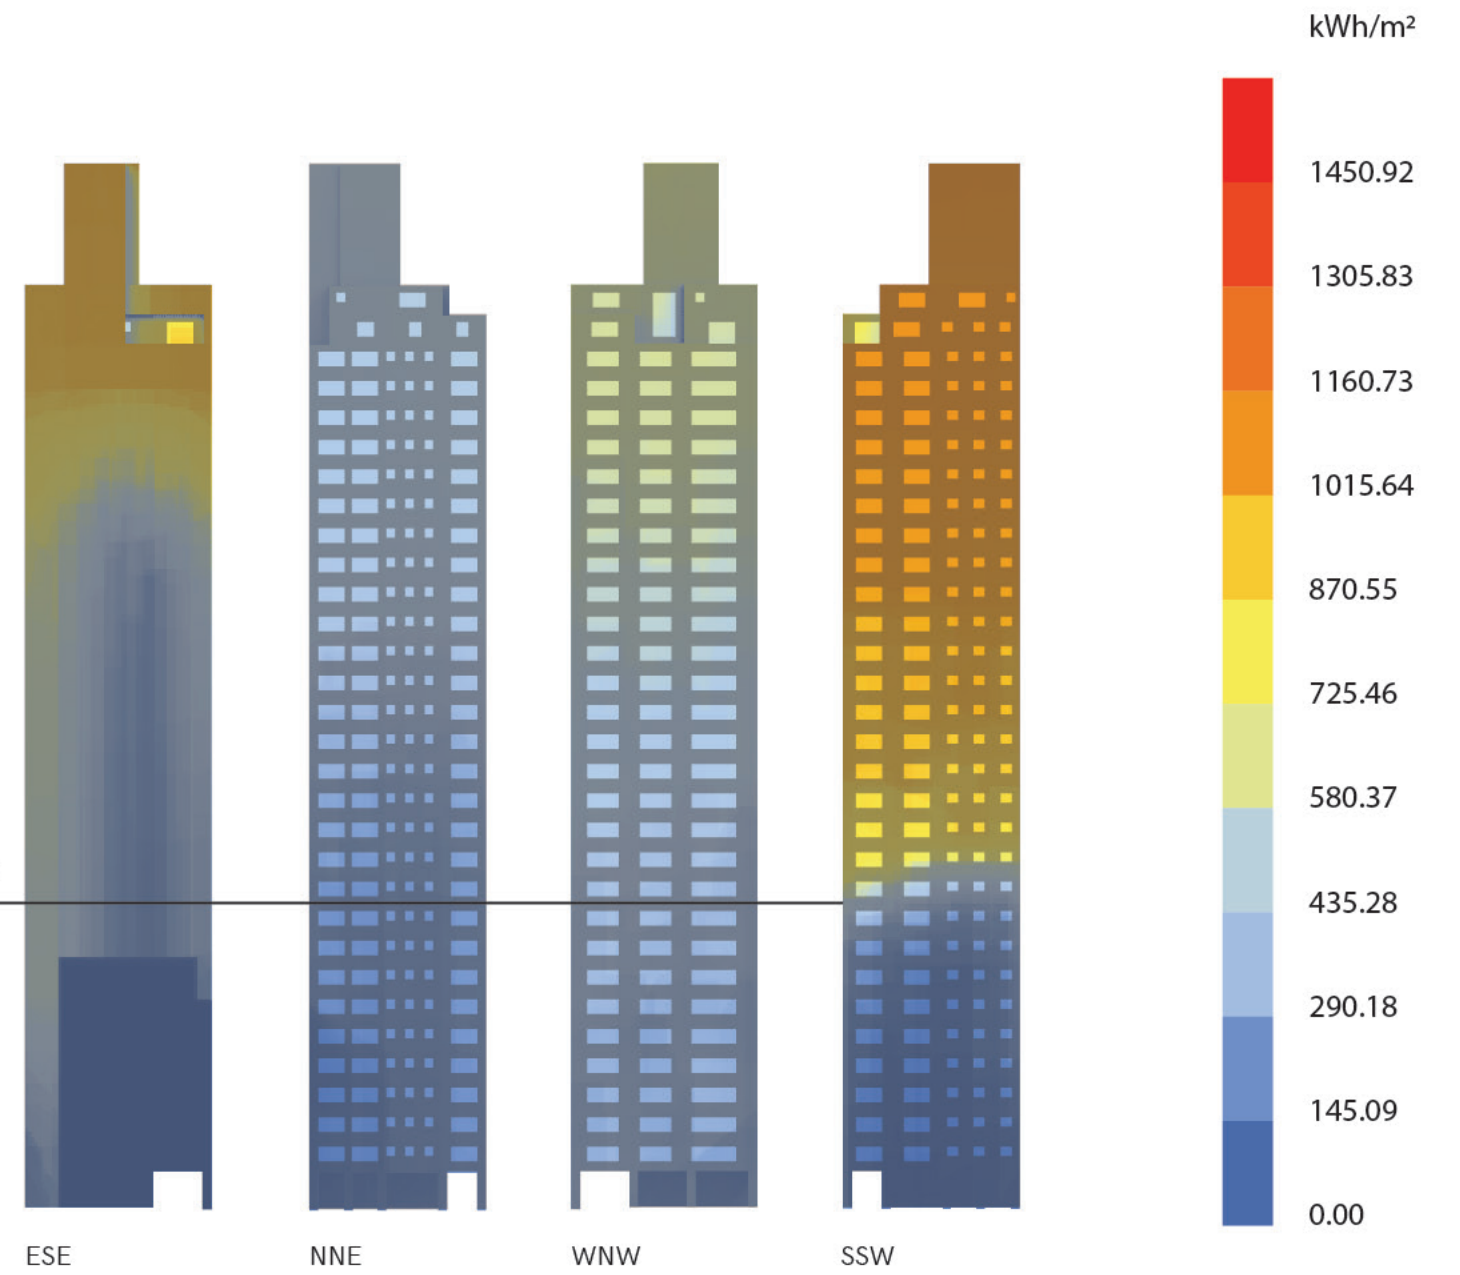 kWh/m²
1450.92
1305.83
1160.73
1015.64
870.55
725.46
580.37
435.28
290.18
145.09
0.00
ESE
NNE
WNW
SSW